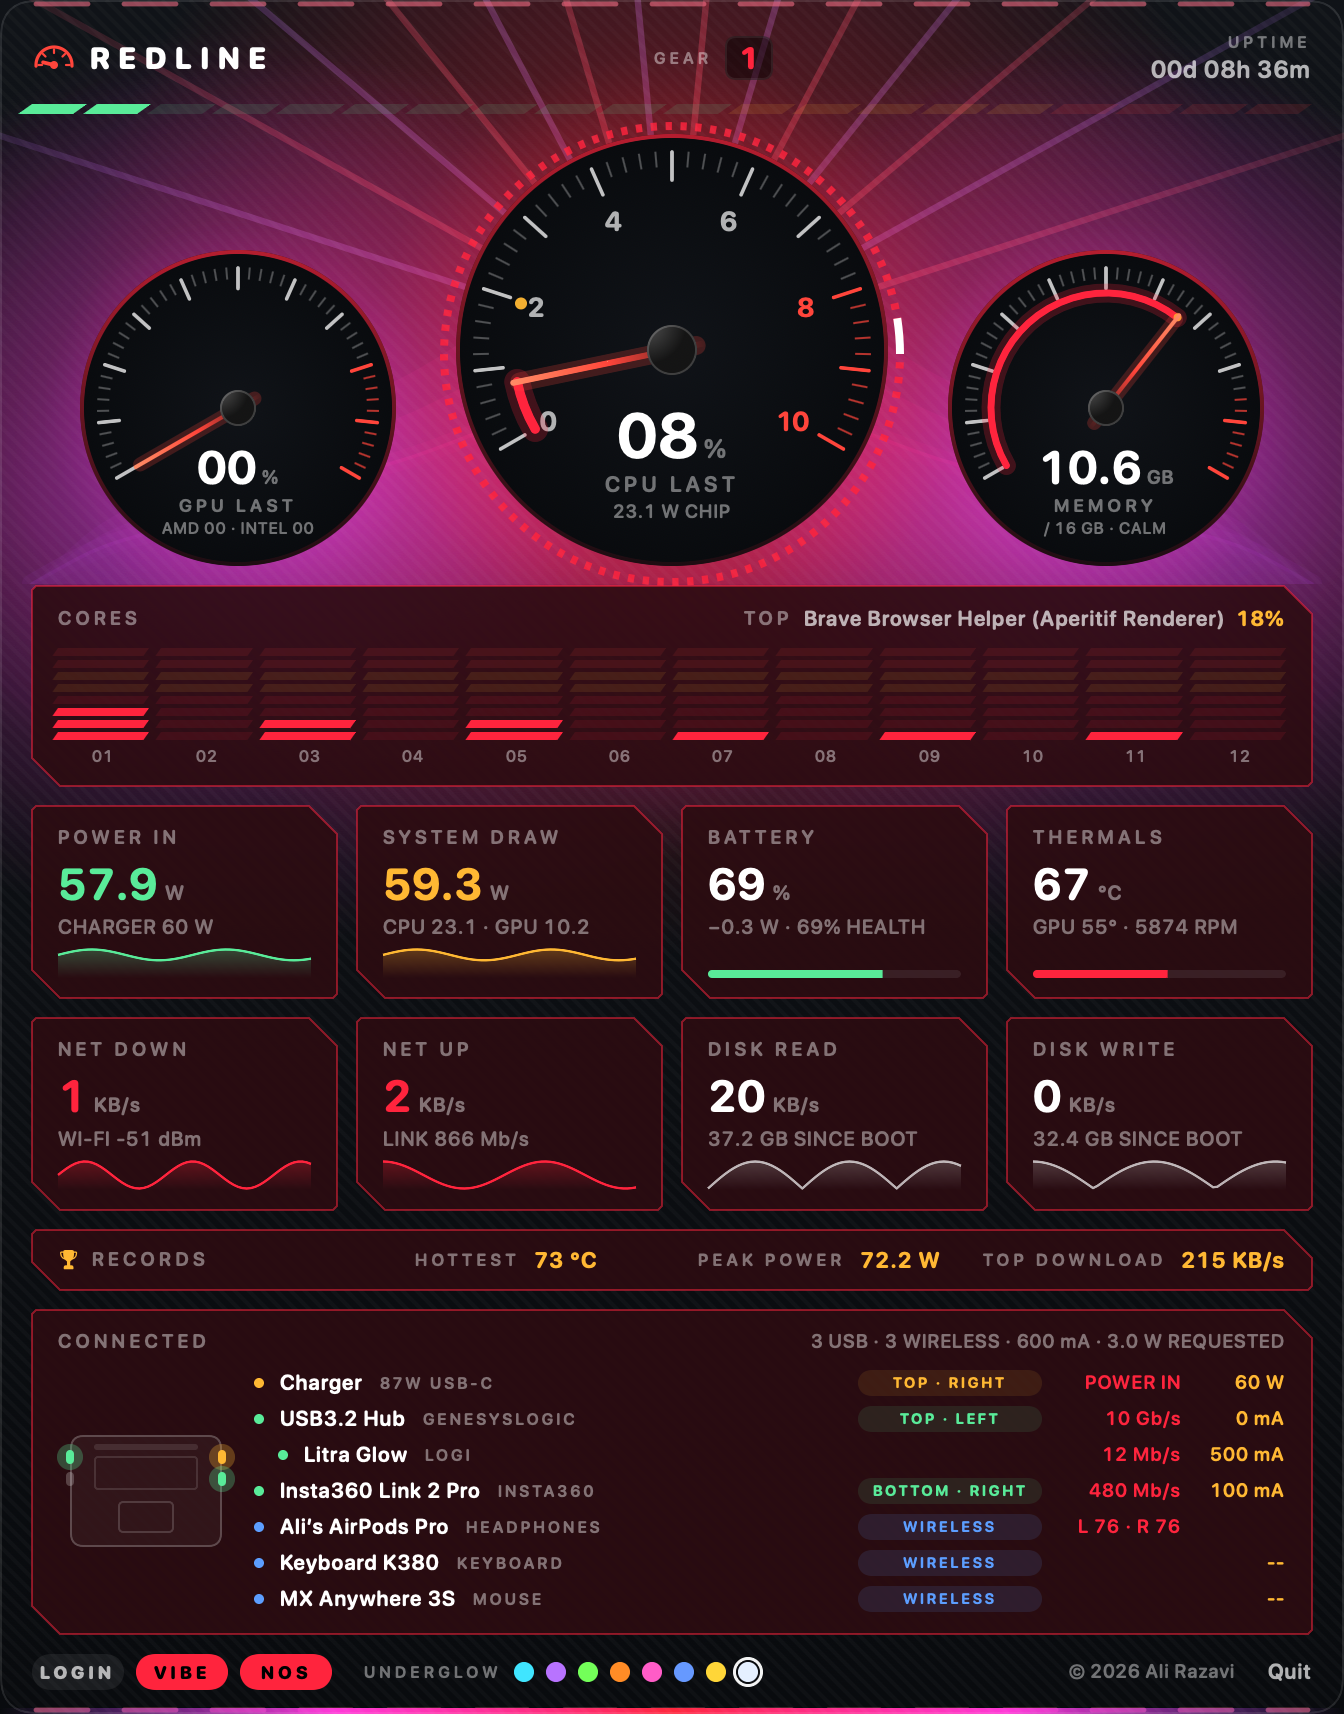 REDLINE
GEAR 1
UPTIME
00d 08h 36m
4 6
2 8
0 10
08 %
CPU LAST
23.1 W CHIP
00 %
GPU LAST
AMD 00 · INTEL 00
10.6 GB
MEMORY
/ 16 GB · CALM
CORES TOP Brave Browser Helper (Aperitif Renderer) 18%
01 02 03 04 05 06 07 08 09 10 11 12
POWER IN
57.9 W
CHARGER 60 W
SYSTEM DRAW
59.3 W
CPU 23.1 · GPU 10.2
BATTERY
69 %
−0.3 W · 69% HEALTH
THERMALS
67 °C
GPU 55° · 5874 RPM
NET DOWN
1 KB/s
WI-FI -51 dBm
NET UP
2 KB/s
LINK 866 Mb/s
DISK READ
20 KB/s
37.2 GB SINCE BOOT
DISK WRITE
0 KB/s
32.4 GB SINCE BOOT
RECORDS HOTTEST 73 °C PEAK POWER 72.2 W TOP DOWNLOAD 215 KB/s
CONNECTED 3 USB · 3 WIRELESS · 600 mA · 3.0 W REQUESTED
Charger 87W USB-C TOP · RIGHT POWER IN 60 W
USB3.2 Hub GENESYSLOGIC TOP · LEFT 10 Gb/s 0 mA
Litra Glow LOGI 12 Mb/s 500 mA
Insta360 Link 2 Pro INSTA360 BOTTOM · RIGHT 480 Mb/s 100 mA
Ali's AirPods Pro HEADPHONES WIRELESS L 76 · R 76
Keyboard K380 KEYBOARD WIRELESS --
MX Anywhere 3S MOUSE WIRELESS --
LOGIN VIBE NOS UNDERGLOW © 2026 Ali Razavi Quit